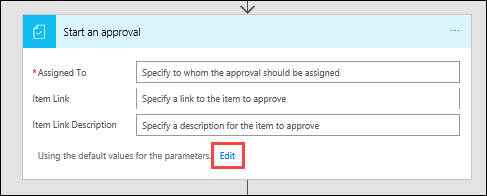 Start an approval ...
* Assigned To Specify to whom the approval should be assigned
Item Link Specify a link to the item to approve
Item Link Description Specify a description for the item to approve
Using the default values for the parameters. Edit